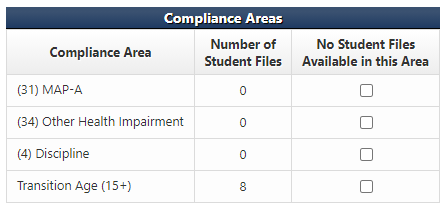 Compliance Areas
Compliance Area
Number of Student Files
No Student Files Available in this Area
(31) MAP-A 0
(34) Other Health Impairment 0
(4) Discipline 0
Transition Age (15+) 8